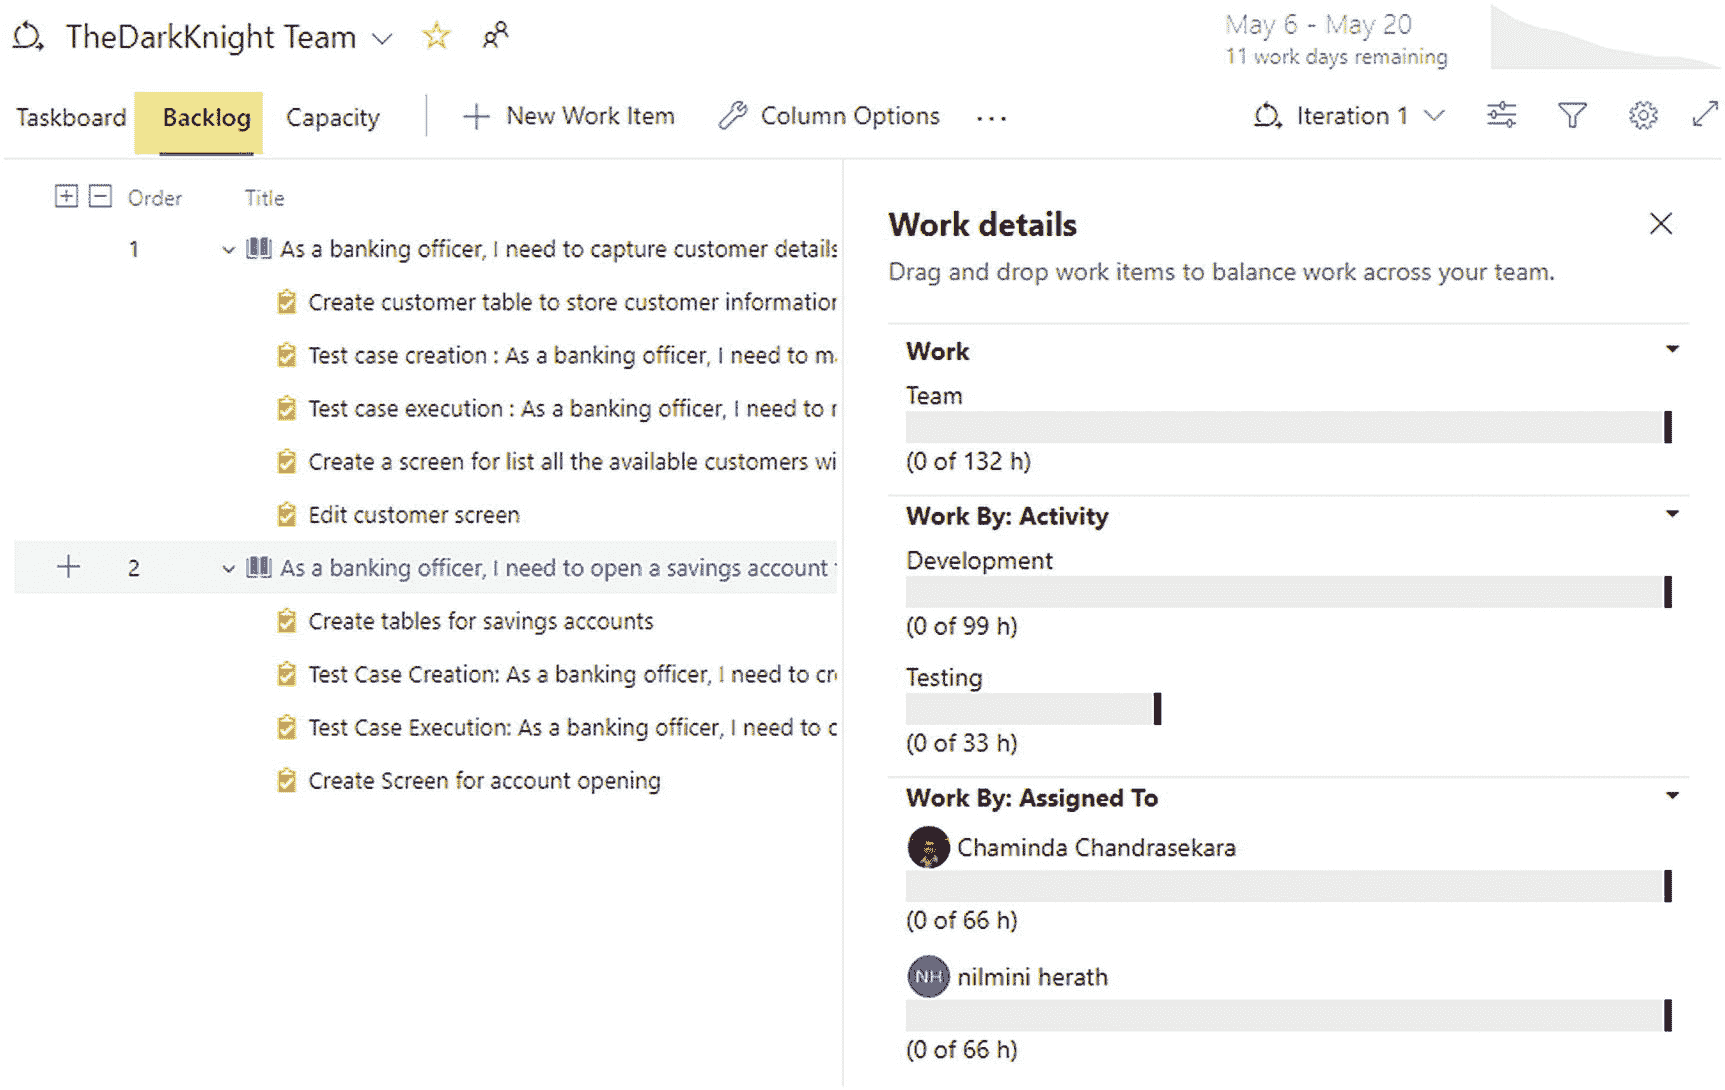 TheDarkKnight Team
May 6 - May 20
11 work days remaining
Taskboard Backlog Capacity New Work Item Column Options ... Iteration 1
Order Title
1 As a banking officer, I need to capture customer details
Create customer table to store customer information
Test case creation : As a banking officer, I need to
Test case execution : As a banking officer, I need to
Create a screen for list all the available customers
Edit customer screen
2 As a banking officer, I need to open a savings account
Create tables for savings accounts
Test Case Creation: As a banking officer, I need to
Test Case Execution: As a banking officer, I need to
Create Screen for account opening
Work details
Drag and drop work items to balance work across your team.
Work
Team
(0 of 132 h)
Work By: Activity
Development
(0 of 99 h)
Testing
(0 of 33 h)
Work By: Assigned To
Chaminda Chandrasekara
(0 of 66 h)
NH nilmini herath
(0 of 66 h)